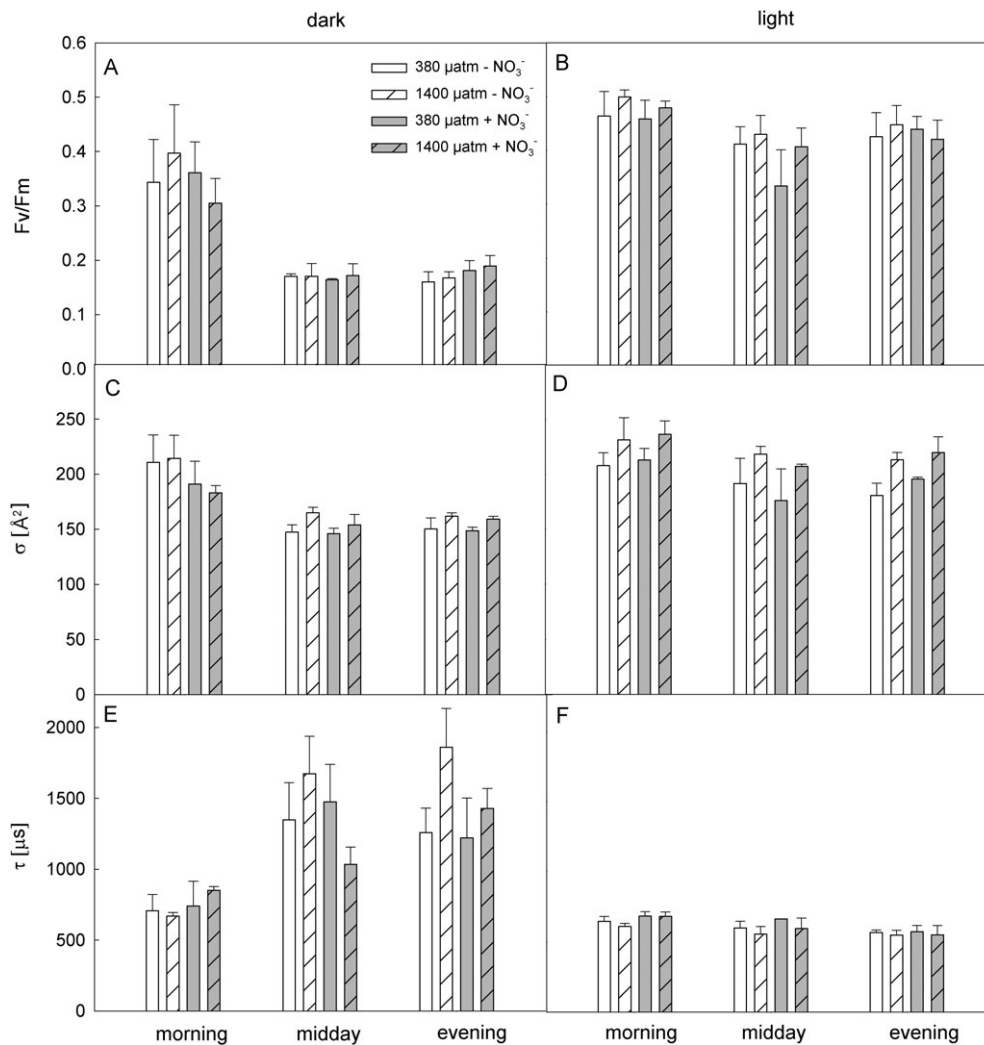 dark light
0.6
A
380 µatm - NO₃⁻
1400 µatm - NO₃⁻
380 µatm + NO₃⁻
1400 µatm + NO₃⁻
B
0.5
0.4
0.3
0.2
0.1
0.0
Fv/Fm
C D
250
200
150
100
50
0
σ [Å²]
E F
2000
1500
1000
500
0
τ [µs]
morning midday evening morning midday evening